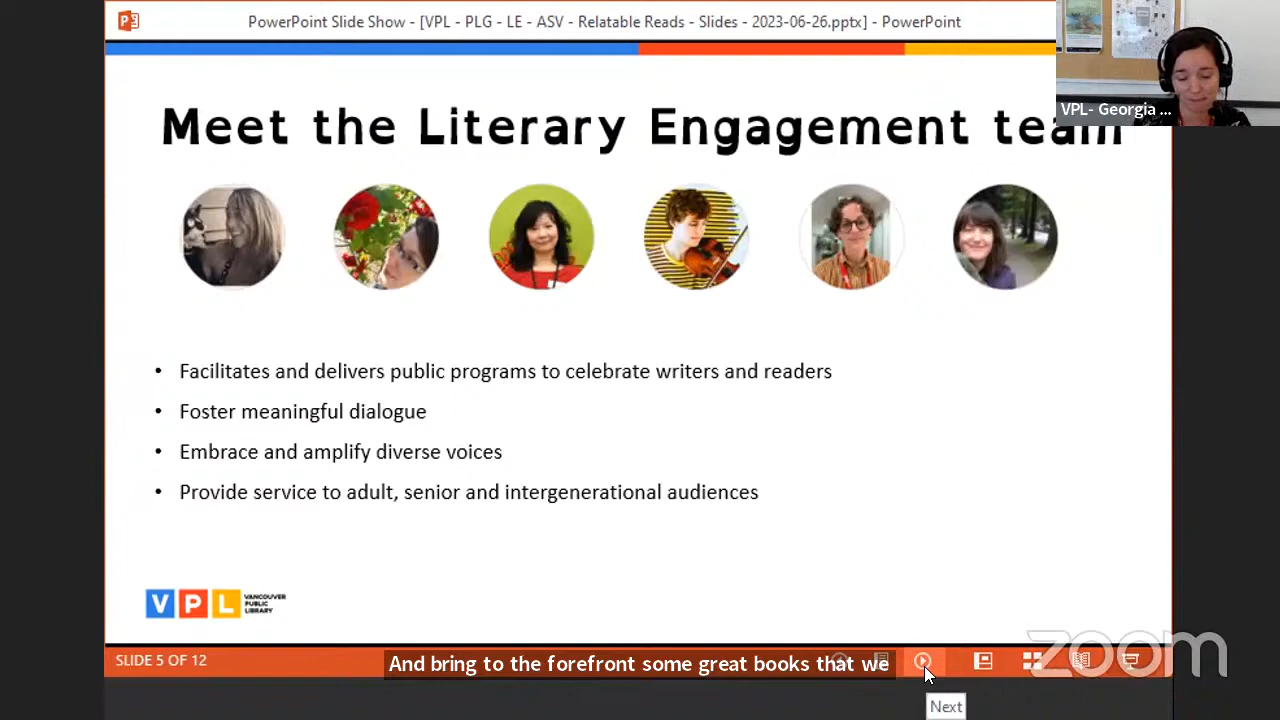 PowerPoint Slide Show - [VPL - PLG - LE - ASV - Relatable Reads - Slides - 2023-06-26.pptx] - PowerPoint
VPL- Georgia ...
Meet the Literary Engagement team
• Facilitates and delivers public programs to celebrate writers and readers
• Foster meaningful dialogue
• Embrace and amplify diverse voices
• Provide service to adult, senior and intergenerational audiences
VPL
VANCOUVER
PUBLIC
LIBRARY
SLIDE 5 OF 12
And bring to the forefront some great books that we
zoom
Next